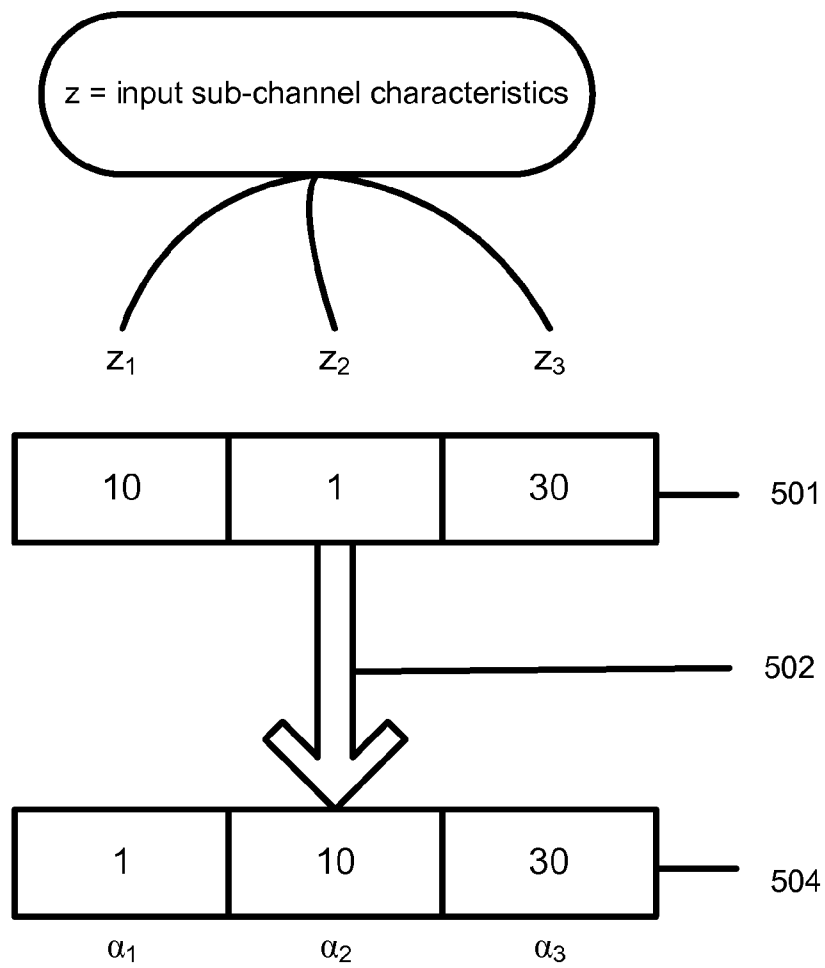 z = input sub-channel characteristics
z₁ z₂ z₃
10 1 30 501
502
1 10 30 504
α₁ α₂ α₃